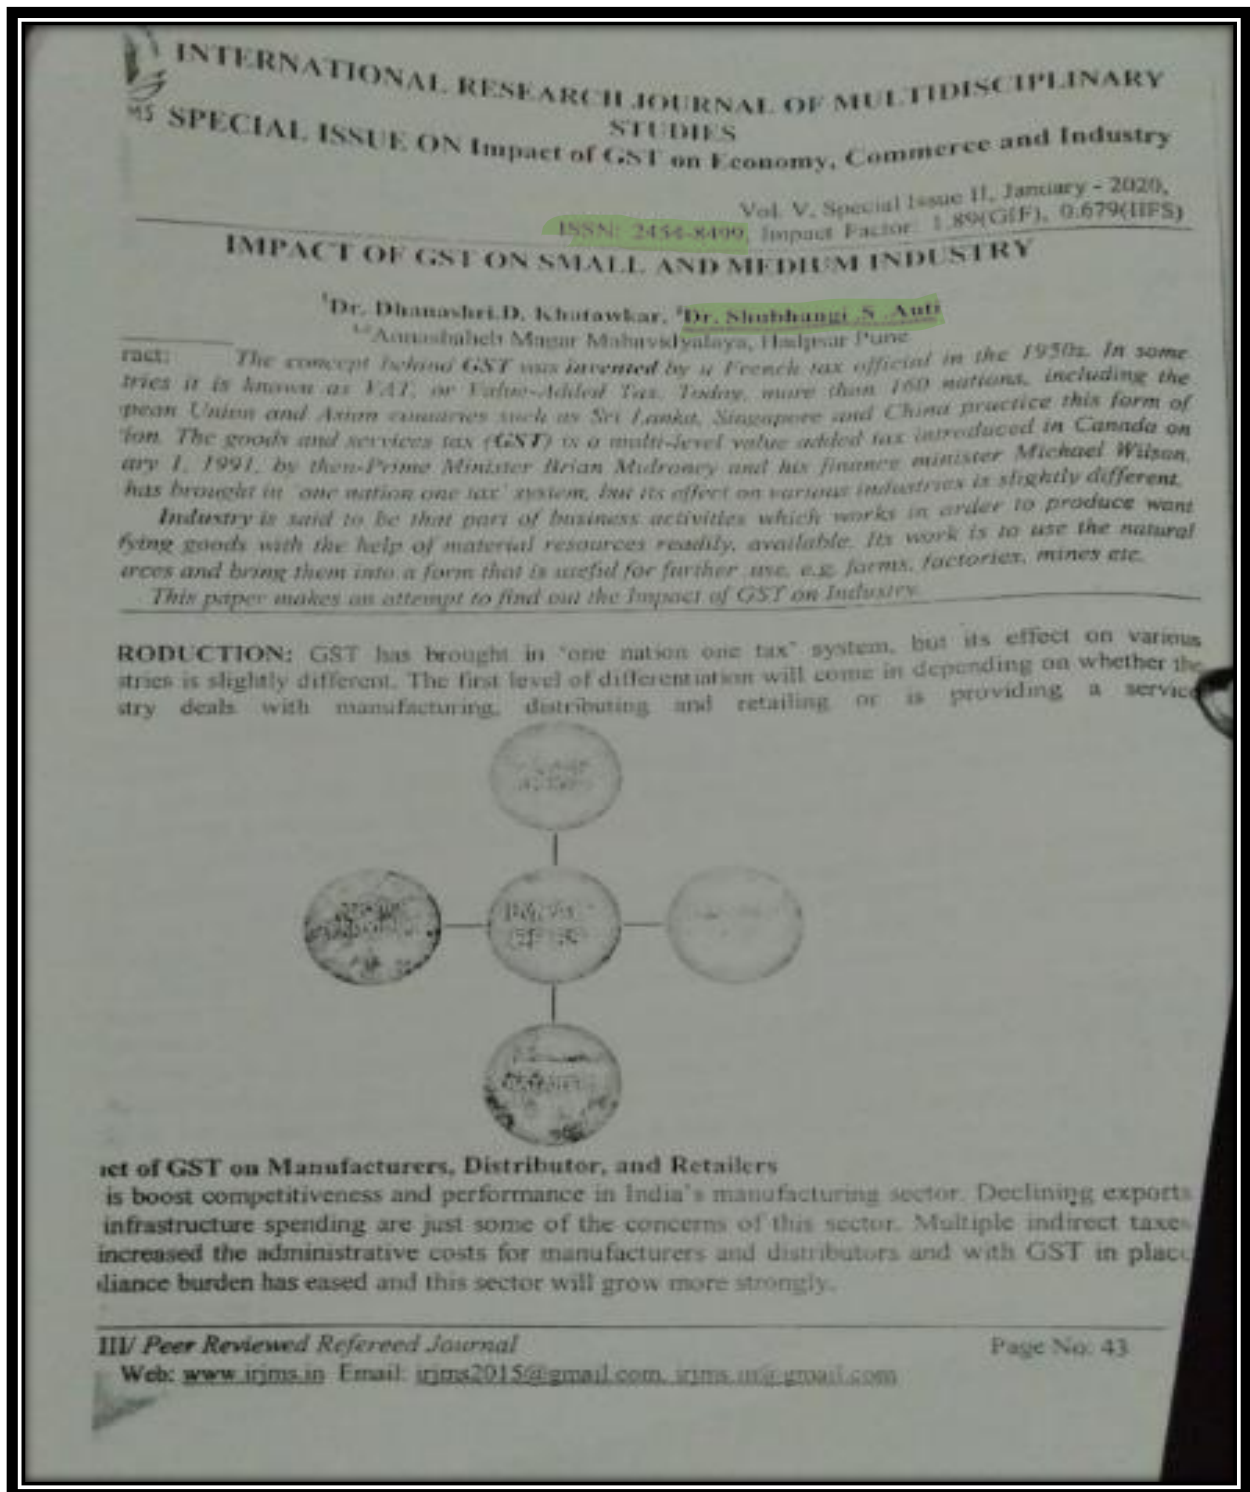 INTERNATIONAL RESEARCH JOURNAL OF MULTIDISCIPLINARY
STUDIES
MS SPECIAL ISSUE ON Impact of GST on Economy, Commerce and Industry
Vol. V, Special Issue II, January - 2020,
ISSN: 2454-8499, Impact Factor: 1.89(GIF), 0.679(IIFS)
IMPACT OF GST ON SMALL AND MEDIUM INDUSTRY
¹Dr. Dhanashri.D. Khatawkar, ²Dr. Shubhangi .S .Auti
¹,²Annasaheb Magar Mahavidyalaya, Hadpsar Pune
ract: The concept behind GST was invented by a French tax official in the 1950s. In some
tries it is known as VAT, or Value-Added Tax. Today, more than 160 nations, including the
pean Union and Asian countries such as Sri Lanka, Singapore and China practice this form of
ion. The goods and services tax (GST) is a multi-level value added tax introduced in Canada on
ary 1, 1991, by then-Prime Minister Brian Mulroney and his finance minister Michael Wilson.
has brought in 'one nation one tax' system, but its effect on various industries is slightly different.
Industry is said to be that part of business activities which works in order to produce want
fying goods with the help of material resources readily, available. Its work is to use the natural
urces and bring them into a form that is useful for further use, e.g. farms, factories, mines etc.
This paper makes an attempt to find out the Impact of GST on Industry.
RODUCTION: GST has brought in "one nation one tax" system, but its effect on various
stries is slightly different. The first level of differentiation will come in depending on whether the
stry deals with manufacturing, distributing and retailing or is providing a service
act of GST on Manufacturers, Distributor, and Retailers
is boost competitiveness and performance in India's manufacturing sector. Declining exports
infrastructure spending are just some of the concerns of this sector. Multiple indirect taxes
increased the administrative costs for manufacturers and distributors and with GST in place
liance burden has eased and this sector will grow more strongly.
III/ Peer Reviewed Refereed Journal Page No: 43
Web: www.irjms.in Email: irjms2015@gmail.com, irjms.in@gmail.com